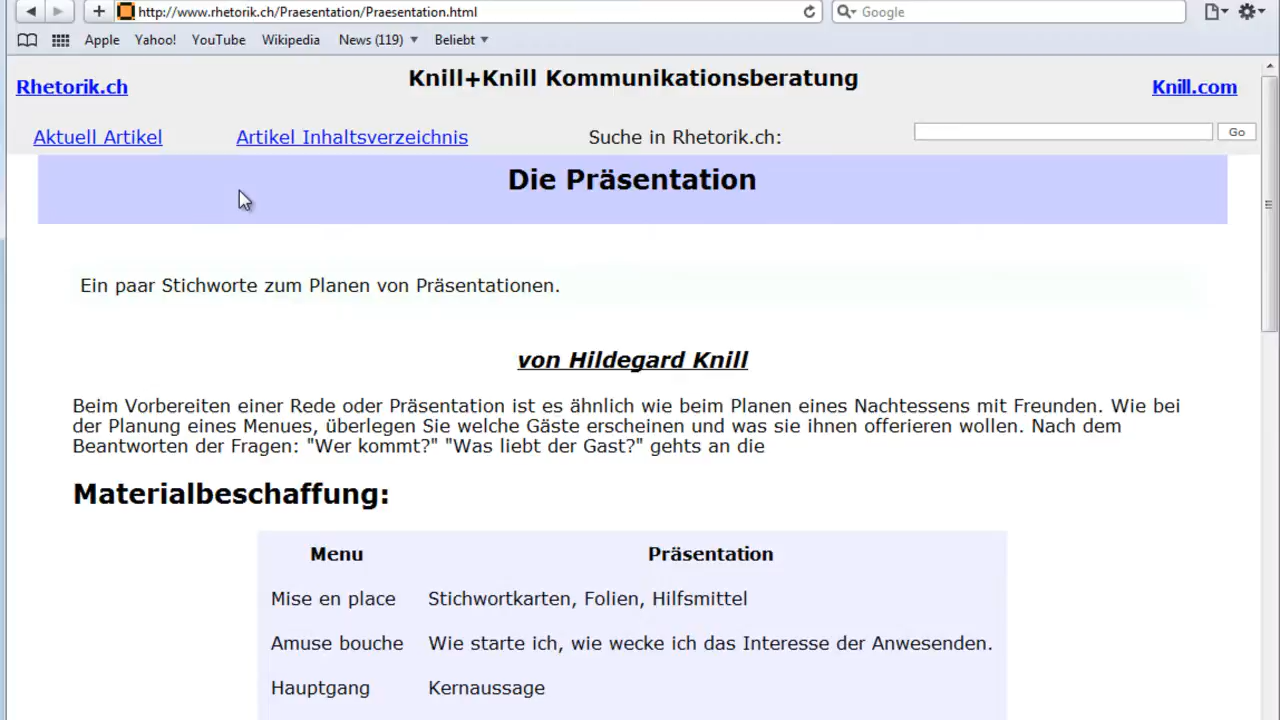 http://www.rhetorik.ch/Praesentation/Praesentation.html
Google
Apple Yahoo! YouTube Wikipedia News (119) Beliebt
Rhetorik.ch
Knill+Knill Kommunikationsberatung
Knill.com
Aktuell Artikel
Artikel Inhaltsverzeichnis
Suche in Rhetorik.ch:
Go
Die Präsentation
Ein paar Stichworte zum Planen von Präsentationen.
von Hildegard Knill
Beim Vorbereiten einer Rede oder Präsentation ist es ähnlich wie beim Planen eines Nachtessens mit Freunden. Wie bei
der Planung eines Menues, überlegen Sie welche Gäste erscheinen und was sie ihnen offerieren wollen. Nach dem
Beantworten der Fragen: "Wer kommt?" "Was liebt der Gast?" gehts an die
Materialbeschaffung:
Menu Präsentation
Mise en place Stichwortkarten, Folien, Hilfsmittel
Amuse bouche Wie starte ich, wie wecke ich das Interesse der Anwesenden.
Hauptgang Kernaussage